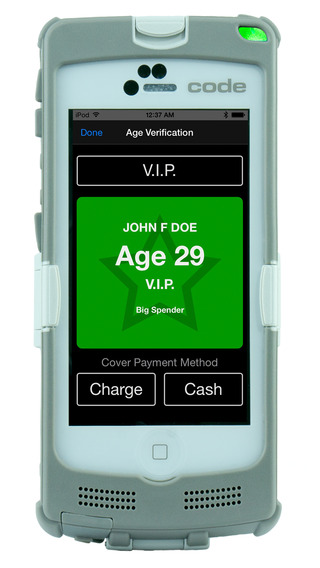 code
iPod 12:37 AM
Done Age Verification
V.I.P.
JOHN F DOE
Age 29
V.I.P.
Big Spender
Cover Payment Method
Charge Cash